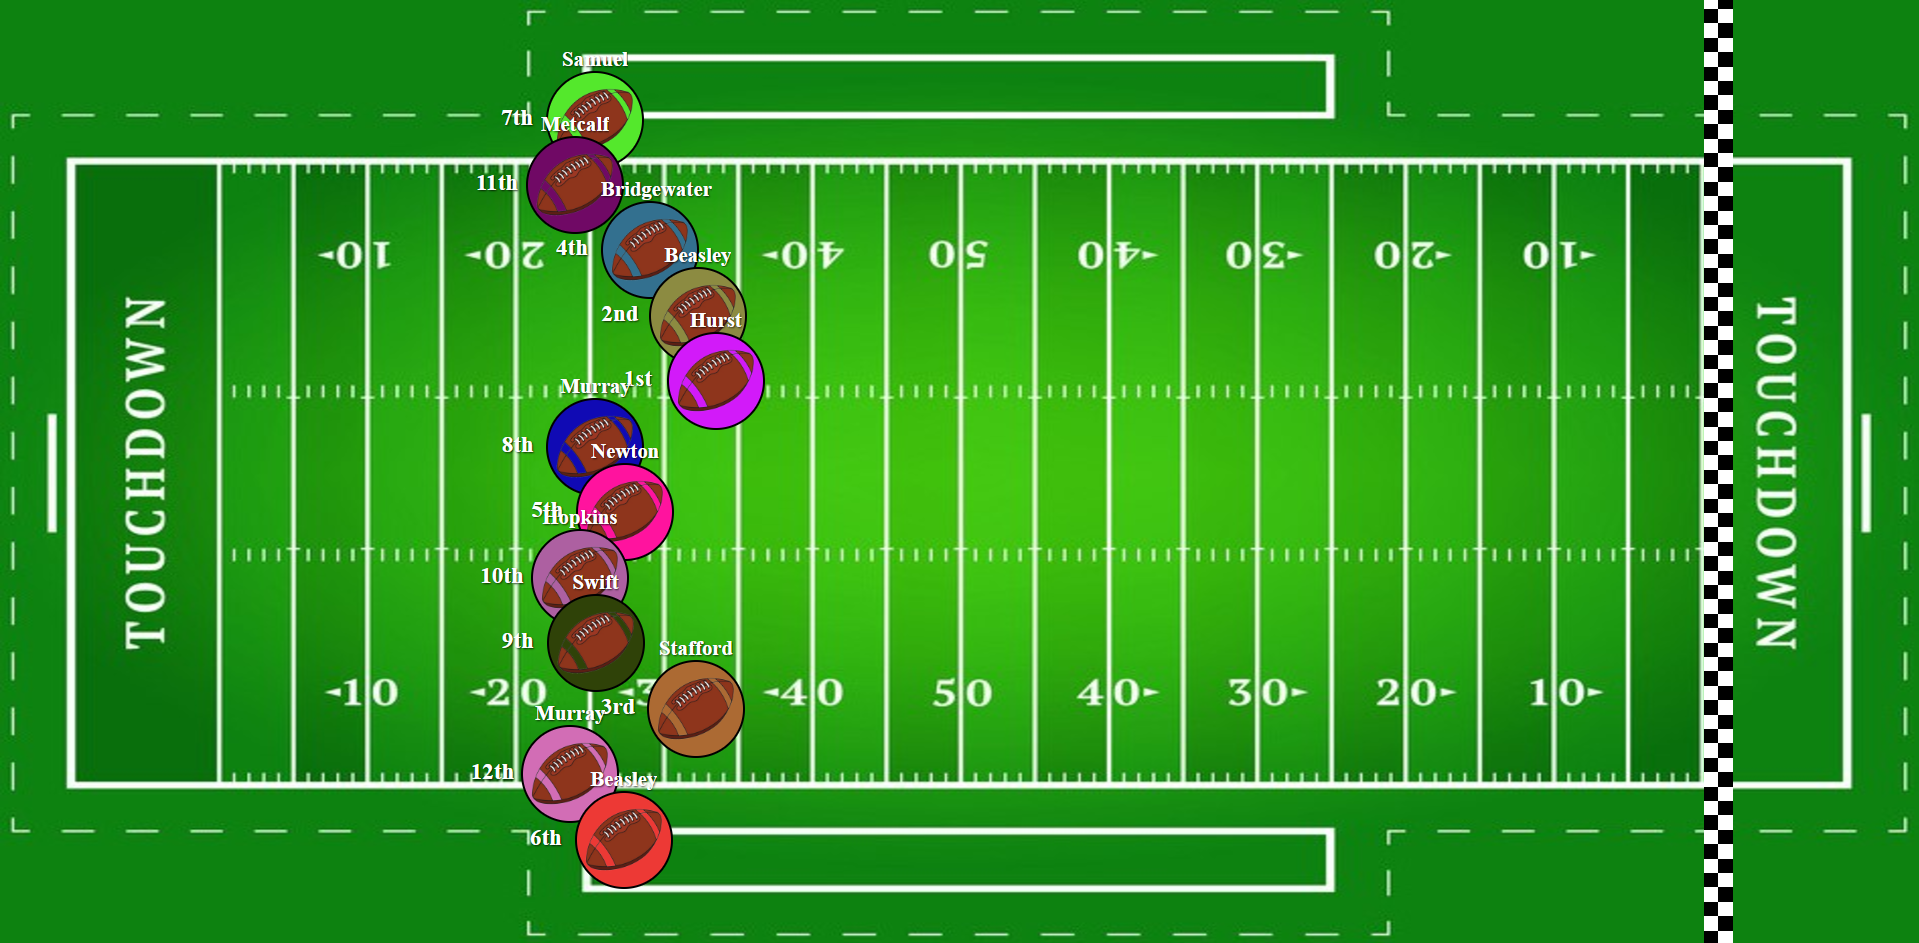 Samuel
7th
Metcalf
11th
Bridgewater
4th
Beasley
2nd
Hurst
1st
Murray
8th
Newton
5th
Hopkins
10th
Swift
9th
Stafford
3rd
Murray
12th
Beasley
6th
10 20 40 50 40 30 20 10
TOUCHDOWN
TOUCHDOWN
10 20 3 40 50 40 30 20 10